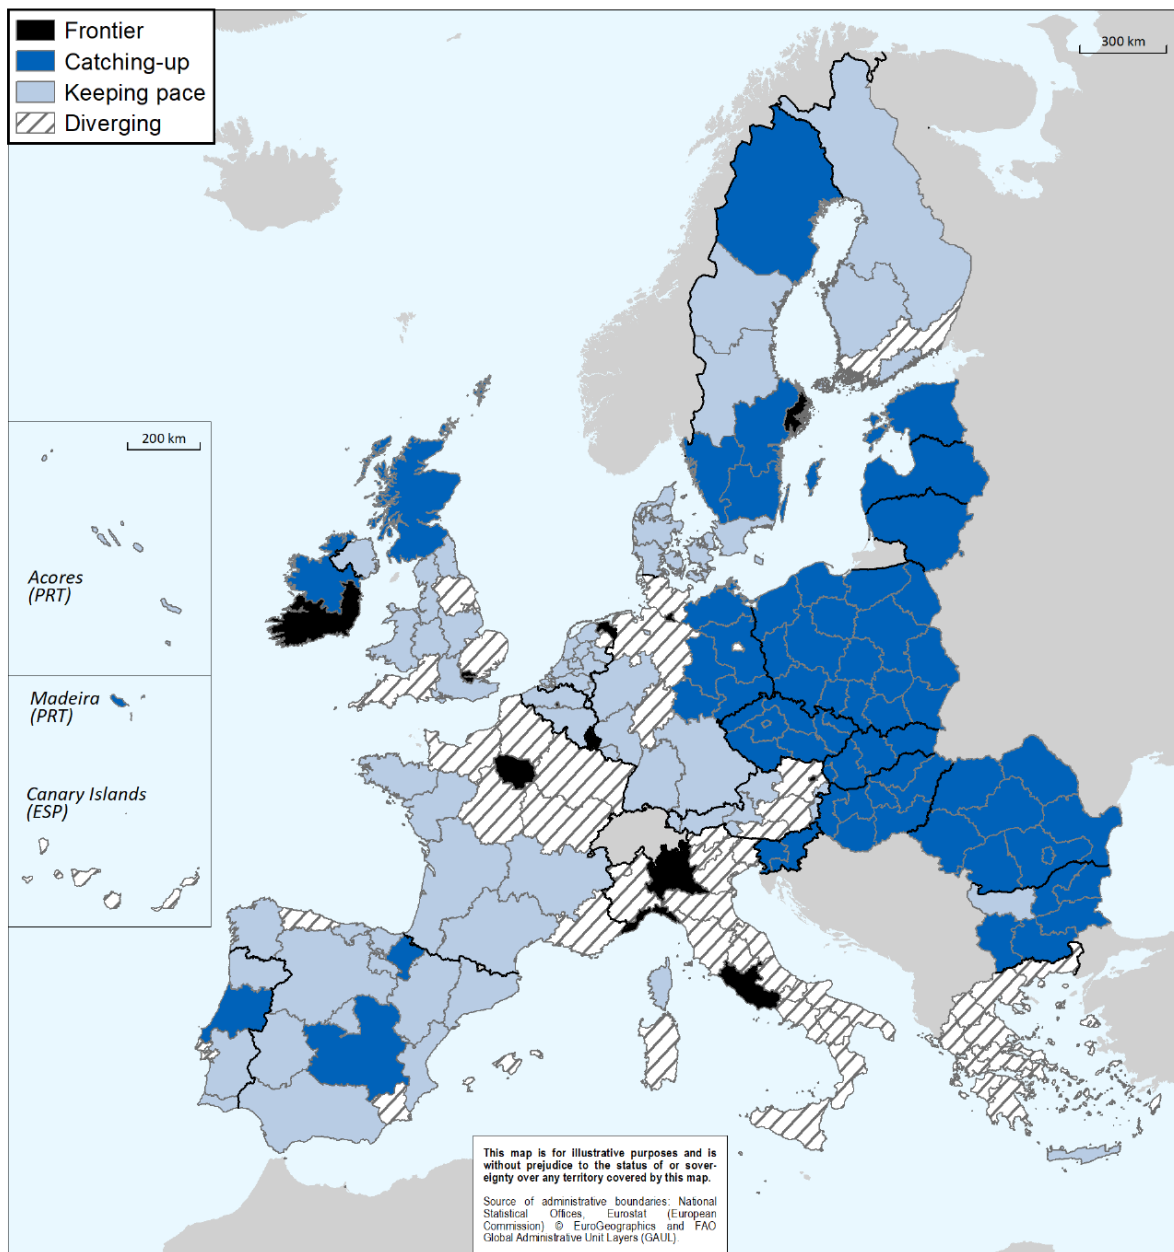 Frontier
Catching-up
Keeping pace
Diverging
300 km
200 km
Acores
(PRT)
Madeira
(PRT)
Canary Islands
(ESP)
This map is for illustrative purposes and is
without prejudice to the status of or sover-
eignty over any territory covered by this map.
Source of administrative boundaries: National
Statistical Offices, Eurostat (European
Commission) © EuroGeographics and FAO
Global Administrative Unit Layers (GAUL).